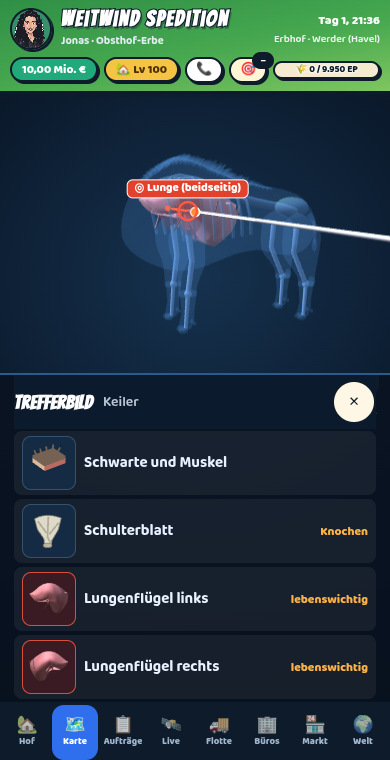 WEITWIND SPEDITION
Jonas · Obsthof-Erbe
Tag 1, 21:36
Erbhof · Werder (Havel)
10,00 Mio. €
Lv 100
–
0 / 9.950 EP
Lunge (beidseitig)
TREFFERBILD Keiler
✕
Schwarte und Muskel
Schulterblatt Knochen
Lungenflügel links lebenswichtig
Lungenflügel rechts lebenswichtig
Hof Karte Aufträge Live Flotte Büros Markt Welt